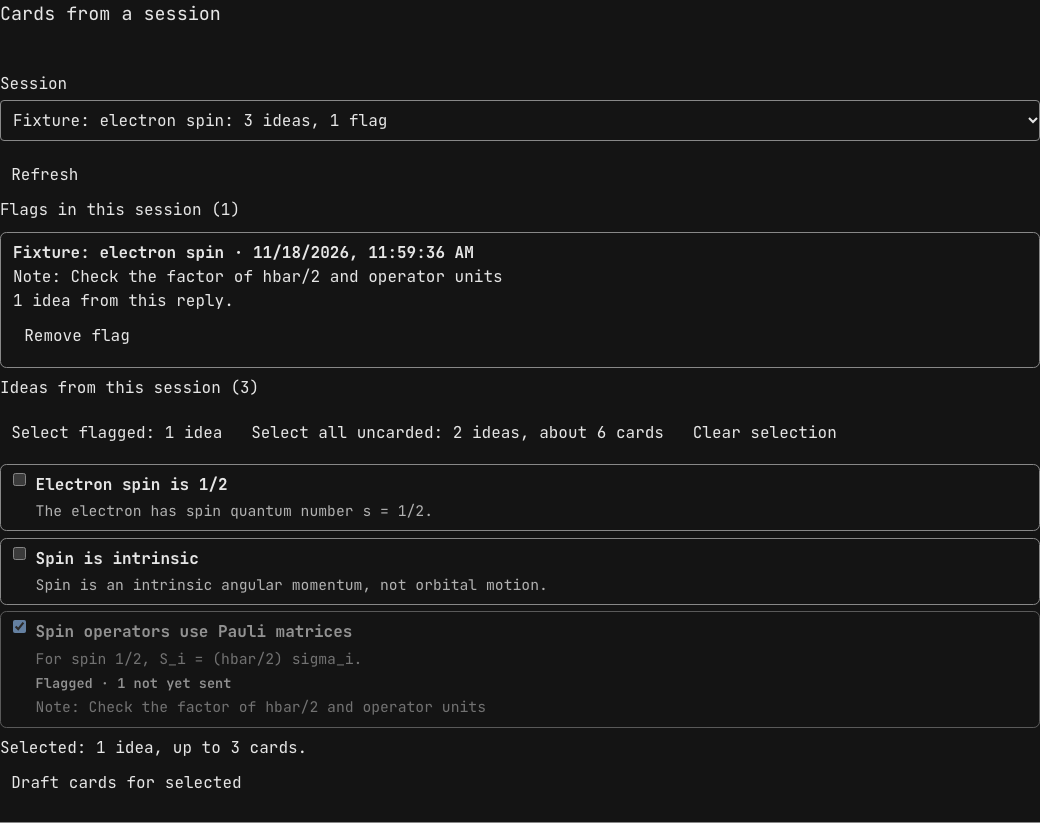 Cards from a session
Session
Fixture: electron spin: 3 ideas, 1 flag
Refresh
Flags in this session (1)
Fixture: electron spin · 11/18/2026, 11:59:36 AM
Note: Check the factor of hbar/2 and operator units
1 idea from this reply.
Remove flag
Ideas from this session (3)
Select flagged: 1 idea Select all uncarded: 2 ideas, about 6 cards Clear selection
Electron spin is 1/2
The electron has spin quantum number s = 1/2.
Spin is intrinsic
Spin is an intrinsic angular momentum, not orbital motion.
Spin operators use Pauli matrices
For spin 1/2, S_i = (hbar/2) sigma_i.
Flagged · 1 not yet sent
Note: Check the factor of hbar/2 and operator units
Selected: 1 idea, up to 3 cards.
Draft cards for selected